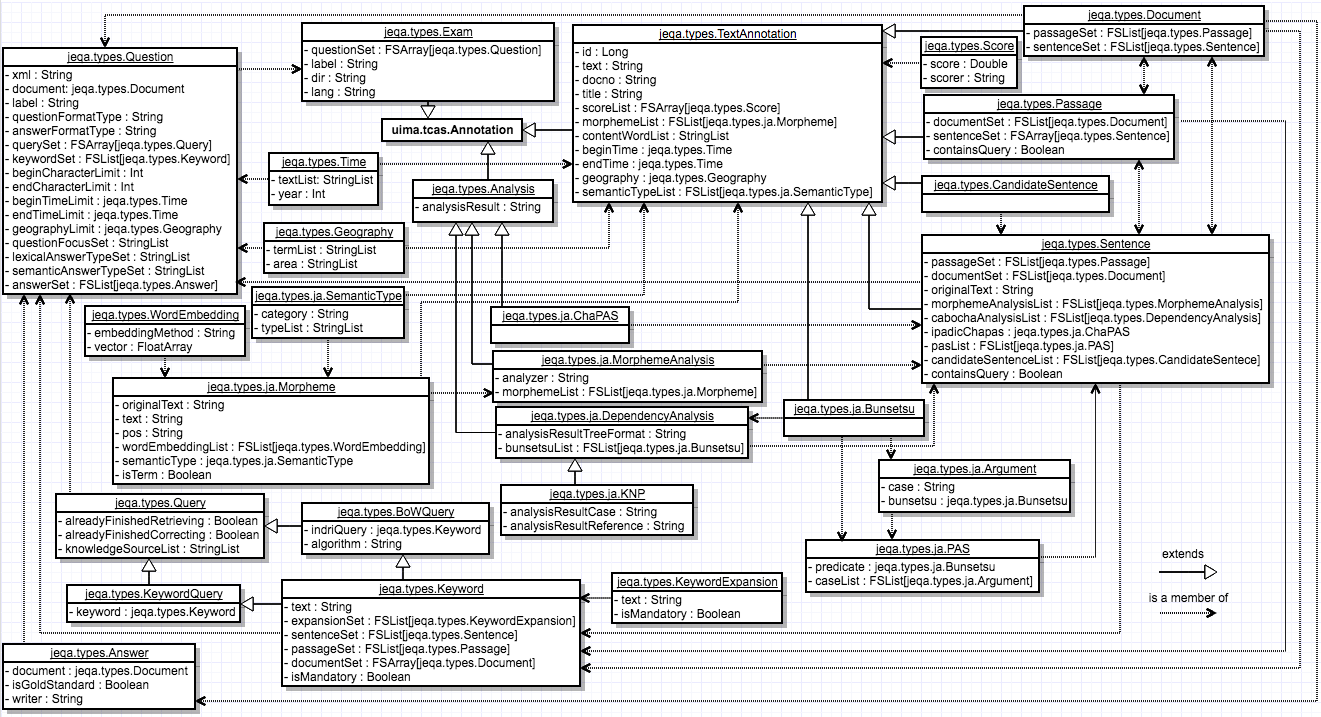 jeqa.types.Document
- passageSet : FSList[jeqa.types.Passage]
- sentenceSet : FSList[jeqa.types.Sentence]
jeqa.types.Exam
- questionSet : FSArray[jeqa.types.Question]
- label : String
- dir : String
- lang : String
jeqa.types.TextAnnotation
- id : Long
- text : String
- docno : String
- title : String
- scoreList : FSArray[jeqa.types.Score]
- morphemeList : FSList[jeqa.types.ja.Morpheme]
- contentWordList : StringList
- beginTime : jeqa.types.Time
- endTime : jeqa.types.Time
- geography : jeqa.types.Geography
- semanticTypeList : FSList[jeqa.types.ja.SemanticType]
jeqa.types.Score
- score : Double
- scorer : String
jeqa.types.Question
- xml : String
- document: jeqa.types.Document
- label : String
- questionFormatType : String
- answerFormatType : String
- querySet : FSArray[jeqa.types.Query]
- keywordSet : FSList[jeqa.types.Keyword]
- beginCharacterLimit : Int
- endCharacterLimit : Int
- beginTimeLimit : jeqa.types.Time
- endTimeLimit : jeqa.types.Time
- geographyLimit : jeqa.types.Geography
- questionFocusSet : StringList
- lexicalAnswerTypeSet : StringList
- semanticAnswerTypeSet : StringList
- answerSet : FSList[jeqa.types.Answer]
jeqa.types.Passage
- documentSet : FSList[jeqa.types.Document]
- sentenceSet : FSArray[jeqa.types.Sentence]
- containsQuery : Boolean
uima.tcas.Annotation
jeqa.types.Time
- textList: StringList
- year : Int
jeqa.types.Analysis
- analysisResult : String
jeqa.types.CandidateSentence
jeqa.types.Geography
- termList : StringList
- area : StringList
jeqa.types.Sentence
- passageSet : FSList[jeqa.types.Passage]
- documentSet : FSList[jeqa.types.Document]
- originalText : String
- morphemeAnalysisList : FSList[jeqa.types.MorphemeAnalysis]
- cabochaAnalysisList : FSList[jeqa.types.DependencyAnalysis]
- ipadicChapas : jeqa.types.ja.ChaPAS
- pasList : FSList[jeqa.types.ja.PAS]
- candidateSentenceList : FSList[jeqa.types.CandidateSentece]
- containsQuery : Boolean
jeqa.types.ja.SemanticType
- category : String
- typeList : StringList
jeqa.types.WordEmbedding
- embeddingMethod : String
- vector : FloatArray
jeqa.types.ja.ChaPAS
jeqa.types.ja.MorphemeAnalysis
- analyzer : String
- morphemeList : FSList[jeqa.types.ja.Morpheme]
jeqa.types.ja.Morpheme
- originalText : String
- text : String
- pos : String
- wordEmbeddingList : FSList[jeqa.types.WordEmbedding]
- semanticType : jeqa.types.ja.SemanticType
- isTerm : Boolean
jeqa.types.ja.DependencyAnalysis
- analysisResultTreeFormat : String
- bunsetsuList : FSList[jeqa.types.ja.Bunsetsu]
jeqa.types.ja.Bunsetsu
jeqa.types.ja.Argument
- case : String
- bunsetsu : jeqa.types.ja.Bunsetsu
jeqa.types.ja.KNP
- analysisResultCase : String
- analysisResultReference : String
jeqa.types.Query
- alreadyFinishedRetrieving : Boolean
- alreadyFinishedCorrecting : Boolean
- knowledgeSourceList : StringList
jeqa.types.BoWQuery
- indriQuery : jeqa.types.Keyword
- algorithm : String
jeqa.types.ja.PAS
- predicate : jeqa.types.ja.Bunsetsu
- caseList : FSList[jeqa.types.ja.Argument]
extends
is a member of
jeqa.types.KeywordQuery
- keyword : jeqa.types.Keyword
jeqa.types.Keyword
- text : String
- expansionSet : FSList[jeqa.types.KeywordExpansion]
- sentenceSet : FSList[jeqa.types.Sentence]
- passageSet : FSList[jeqa.types.Passage]
- documentSet : FSArray[jeqa.types.Document]
- isMandatory : Boolean
jeqa.types.KeywordExpansion
- text : String
- isMandatory : Boolean
jeqa.types.Answer
- document : jeqa.types.Document
- isGoldStandard : Boolean
- writer : String